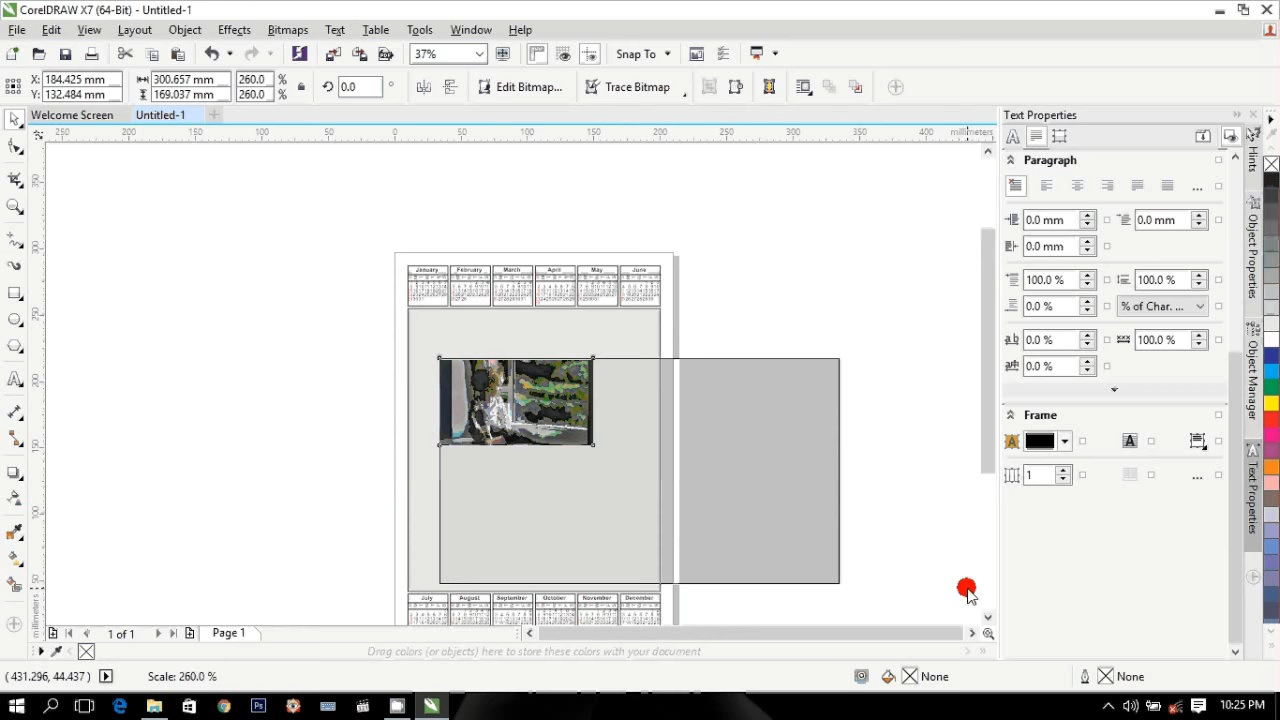 CorelDRAW X7 (64-Bit) - Untitled-1
File Edit View Layout Object Effects Bitmaps Text Table Tools Window Help
37% Snap To
X: 184.425 mm 300.657 mm 260.0 % 0.0 ° Edit Bitmap... Trace Bitmap
Y: 132.484 mm 169.037 mm 260.0 %
Welcome Screen Untitled-1
Text Properties
250 200 150 100 50 0 50 100 150 200 250 300 350 400 millimeters
Paragraph
0.0 mm 0.0 mm
0.0 mm
100.0 % 100.0 %
0.0 % % of Char. ...
0.0 % 100.0 %
0.0 %
Frame
1
Hints
Object Properties
Object Manager
Text Properties
January February March April May June
July August September October November December
millimeters
1 of 1 Page 1
Drag colors (or objects) here to store these colors with your document
(431.296, 44.437) Scale: 260.0 % None None
10:25 PM